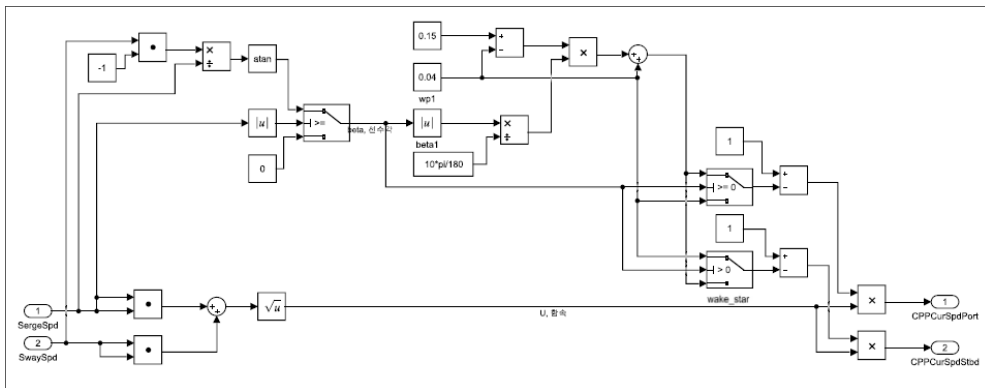 -1
×
÷
atan
|u|
>=
0
beta, 선수각
0.15
+
-
0.04
wp1
×
+
+
|u|
beta1
×
÷
10*pi/180
1
+
-
>= 0
1
+
-
> 0
wake_star
1
SergeSpd
2
SwaySpd
+
+
√u
U, 합속
×
1
CPPCurSpdPort
×
2
CPPCurSpdStbd